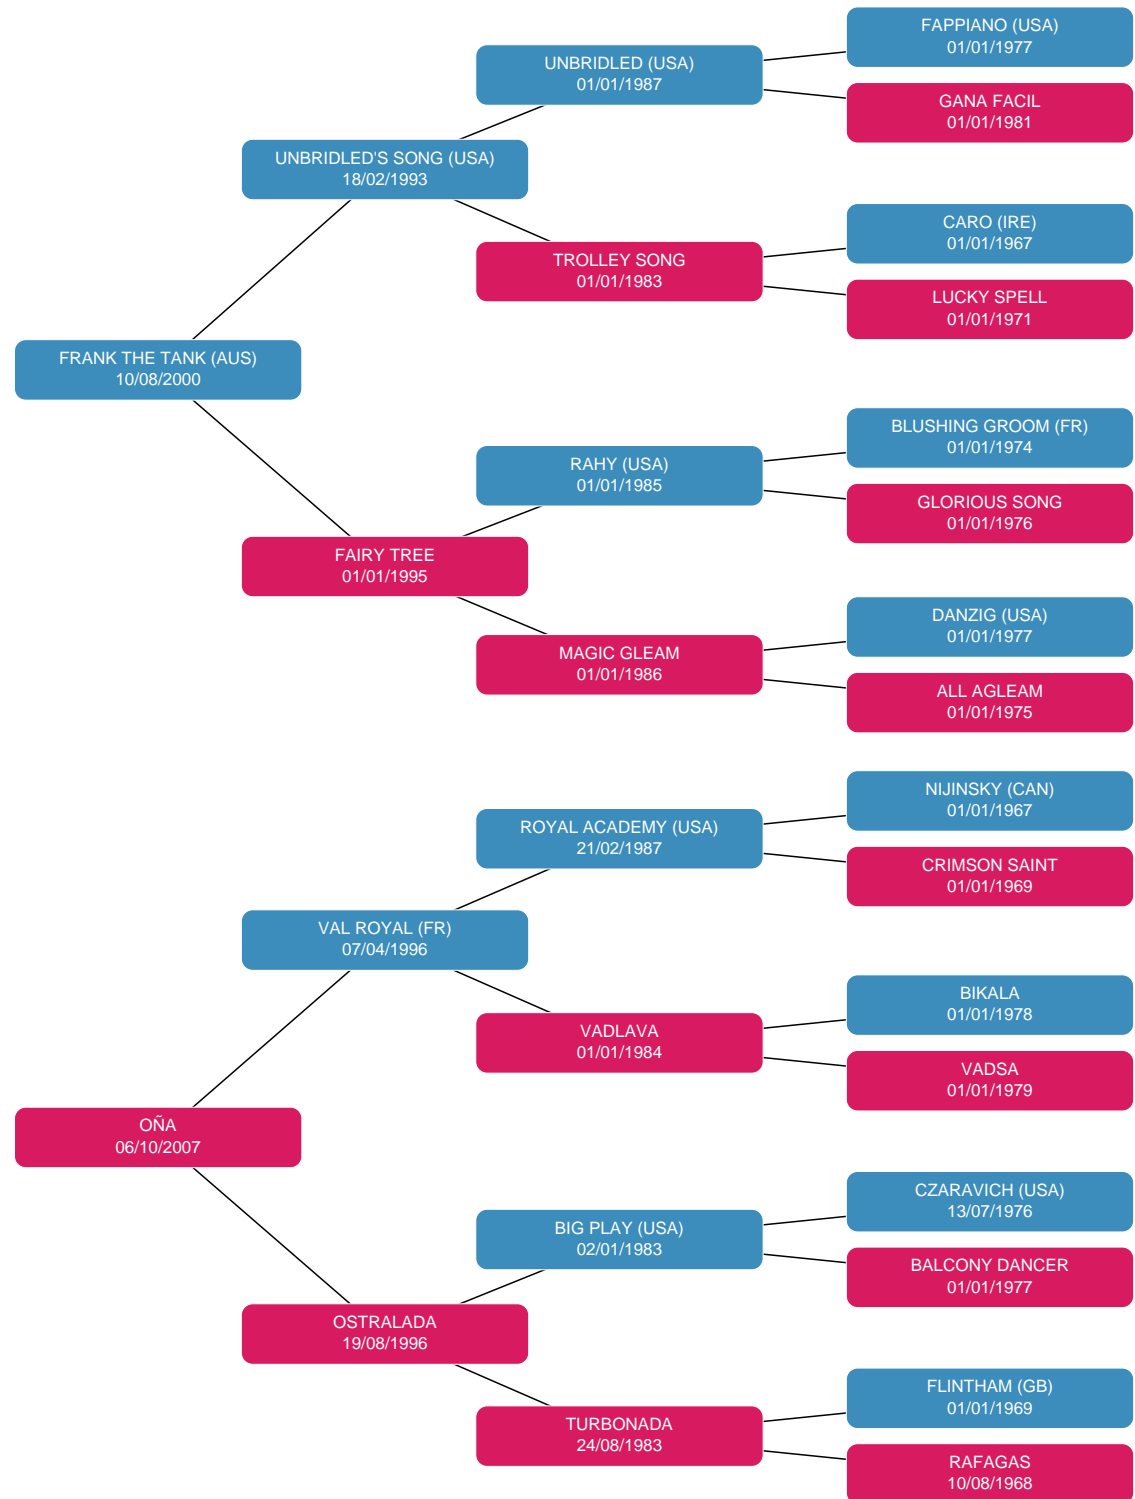 FAPPIANO (USA)
01/01/1977
UNBRIDLED (USA)
01/01/1987
GANA FACIL
01/01/1981
UNBRIDLED'S SONG (USA)
18/02/1993
CARO (IRE)
01/01/1967
TROLLEY SONG
01/01/1983
LUCKY SPELL
01/01/1971
FRANK THE TANK (AUS)
10/08/2000
BLUSHING GROOM (FR)
01/01/1974
RAHY (USA)
01/01/1985
GLORIOUS SONG
01/01/1976
FAIRY TREE
01/01/1995
DANZIG (USA)
01/01/1977
MAGIC GLEAM
01/01/1986
ALL AGLEAM
01/01/1975
NIJINSKY (CAN)
01/01/1967
ROYAL ACADEMY (USA)
21/02/1987
CRIMSON SAINT
01/01/1969
VAL ROYAL (FR)
07/04/1996
BIKALA
01/01/1978
VADLAVA
01/01/1984
VADSA
01/01/1979
OÑA
06/10/2007
CZARAVICH (USA)
13/07/1976
BIG PLAY (USA)
02/01/1983
BALCONY DANCER
01/01/1977
OSTRALADA
19/08/1996
FLINTHAM (GB)
01/01/1969
TURBONADA
24/08/1983
RAFAGAS
10/08/1968